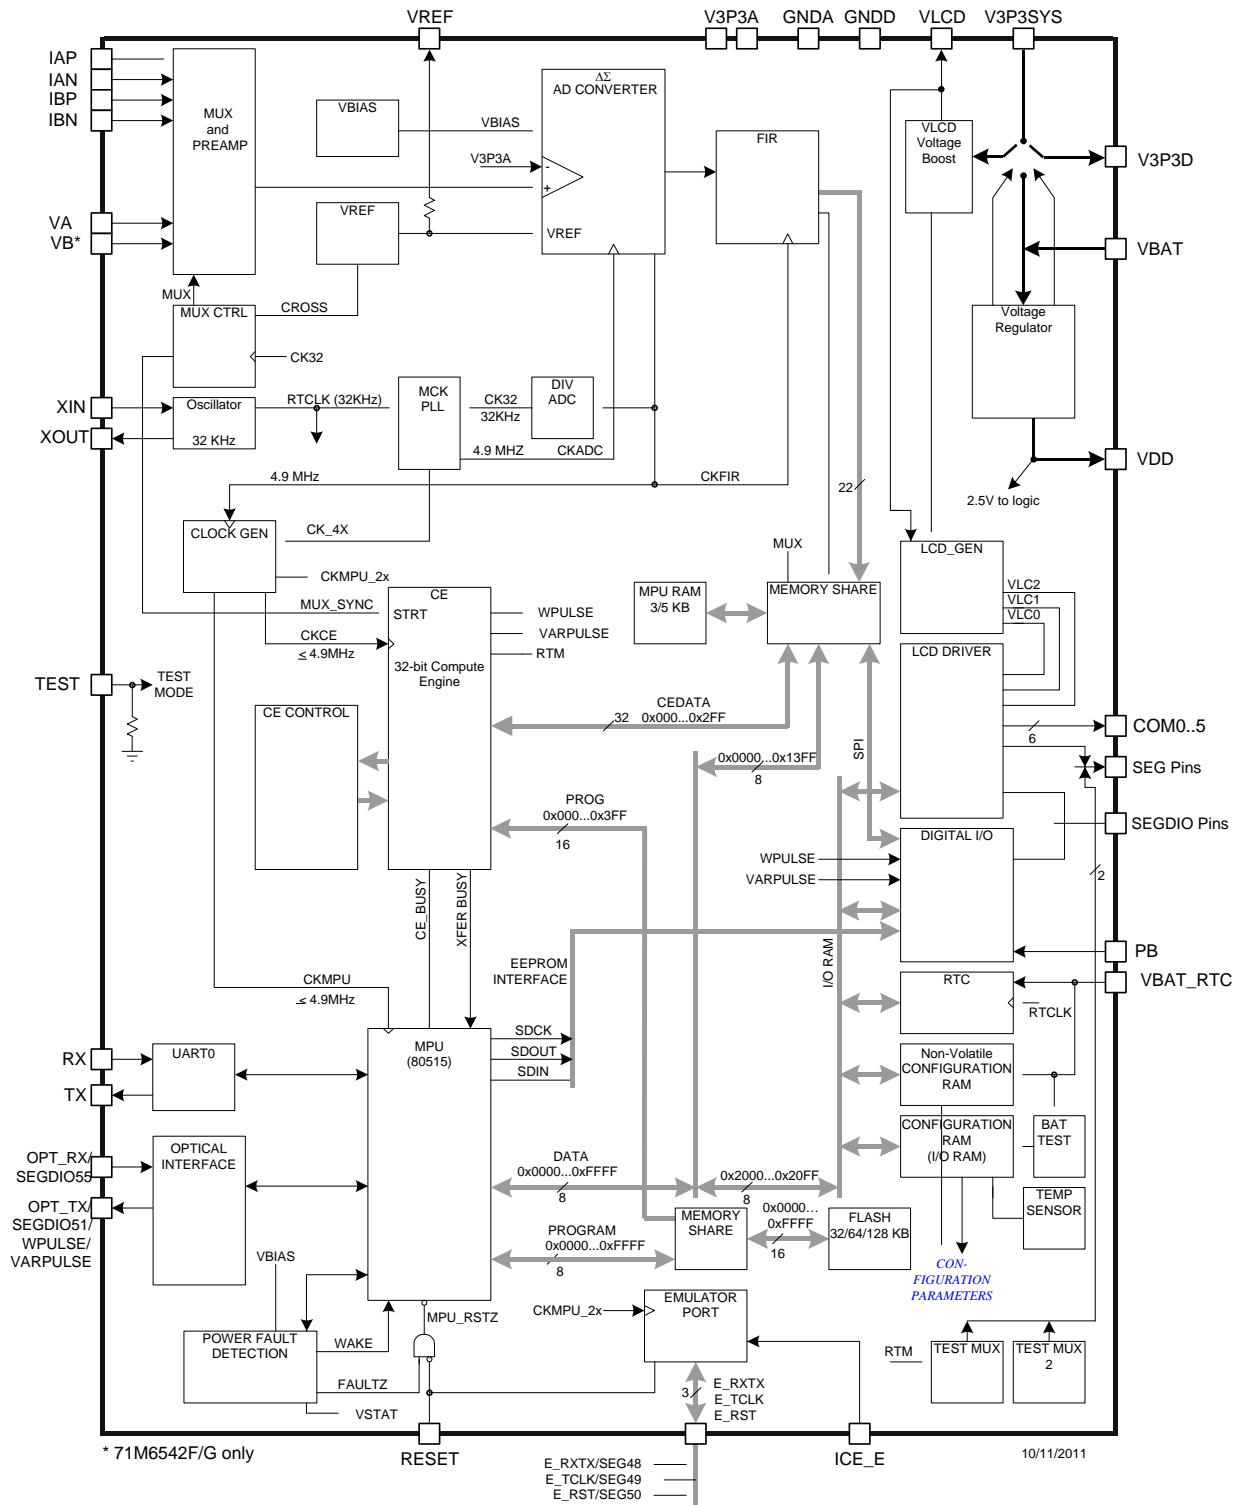 VREF
V3P3A
GNDA
GNDD
VLCD
V3P3SYS
IAP
IAN
IBP
IBN
VA
VB*
MUX
and
PREAMP
VBIAS
VBIAS
V3P3A
-
+
ΔΣ
AD CONVERTER
VREF
VREF
FIR
VLCD
Voltage
Boost
V3P3D
VBAT
Voltage
Regulator
VDD
2.5V to logic
MUX
MUX CTRL
CROSS
CK32
XIN
XOUT
Oscillator
32 KHz
RTCLK (32KHz)
MCK
PLL
CK32
32KHz
DIV
ADC
4.9 MHZ
CKADC
4.9 MHz
CKFIR
22
CLOCK GEN
CK_4X
CKMPU_2x
MUX_SYNC
CKCE
≤ 4.9MHz
CE
STRT
32-bit Compute
Engine
WPULSE
VARPULSE
RTM
MUX
MPU RAM
3/5 KB
MEMORY SHARE
LCD_GEN
VLC2
VLC1
VLC0
LCD DRIVER
TEST
TEST
MODE
CE CONTROL
CEDATA
32 0x000...0x2FF
0x0000...0x13FF
8
SPI
6
COM0..5
SEG Pins
SEGDIO Pins
PROG
0x000...0x3FF
16
DIGITAL I/O
WPULSE
VARPULSE
2
CE_BUSY
XFER BUSY
EEPROM
INTERFACE
I/O RAM
PB
VBAT_RTC
RTC
RTCLK
CKMPU
≤ 4.9MHz
MPU
(80515)
SDCK
SDOUT
SDIN
RX
TX
UART0
Non-Volatile
CONFIGURATION
RAM
CONFIGURATION
RAM
(I/O RAM)
BAT
TEST
TEMP
SENSOR
OPT_RX/
SEGDIO55
OPT_TX/
SEGDIO51/
WPULSE/
VARPULSE
OPTICAL
INTERFACE
DATA
0x0000...0xFFFF
8
0x2000...0x20FF
8
PROGRAM
0x0000...0xFFFF
8
MEMORY
SHARE
0x0000...
0xFFFF
16
FLASH
32/64/128 KB
CON-
FIGURATION
PARAMETERS
VBIAS
POWER FAULT
DETECTION
WAKE
FAULTZ
VSTAT
MPU_RSTZ
CKMPU_2x
EMULATOR
PORT
3
E_RXTX
E_TCLK
E_RST
RTM
TEST MUX
TEST MUX
2
* 71M6542F/G only
RESET
ICE_E
10/11/2011
E_RXTX/SEG48
E_TCLK/SEG49
E_RST/SEG50